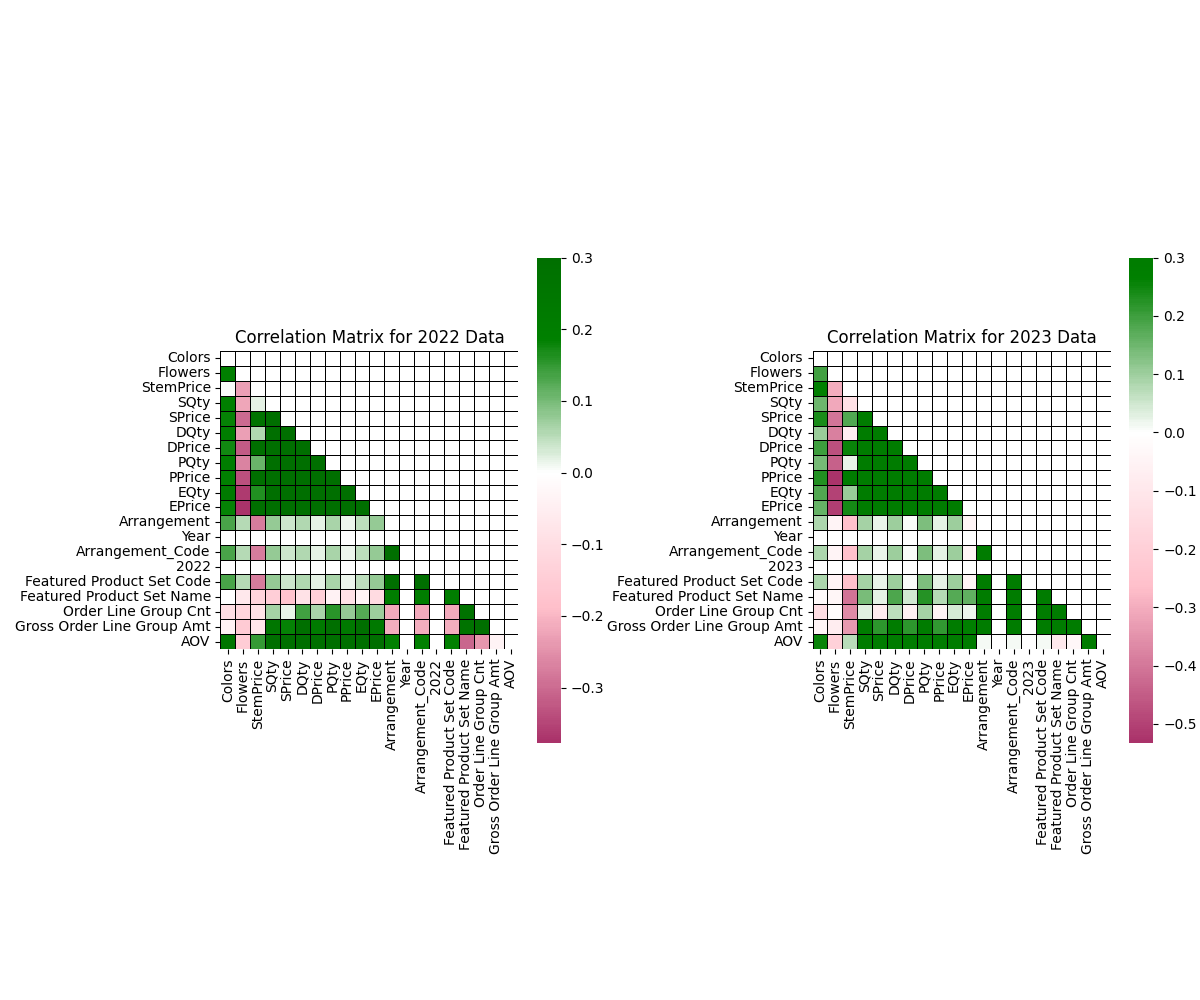 Correlation Matrix for 2022 Data
Colors
Flowers
StemPrice
SQty
SPrice
DQty
DPrice
PQty
PPrice
EQty
EPrice
Arrangement
Year
Arrangement_Code
2022
Featured Product Set Code
Featured Product Set Name
Order Line Group Cnt
Gross Order Line Group Amt
AOV
Colors
Flowers
StemPrice
SQty
SPrice
DQty
DPrice
PQty
PPrice
EQty
EPrice
Arrangement
Year
Arrangement_Code
2022
Featured Product Set Code
Featured Product Set Name
Order Line Group Cnt
Gross Order Line Group Amt
AOV
0.3
0.2
0.1
0.0
−0.1
−0.2
−0.3
Correlation Matrix for 2023 Data
Colors
Flowers
StemPrice
SQty
SPrice
DQty
DPrice
PQty
PPrice
EQty
EPrice
Arrangement
Year
Arrangement_Code
2023
Featured Product Set Code
Featured Product Set Name
Order Line Group Cnt
Gross Order Line Group Amt
AOV
Colors
Flowers
StemPrice
SQty
SPrice
DQty
DPrice
PQty
PPrice
EQty
EPrice
Arrangement
Year
Arrangement_Code
2023
Featured Product Set Code
Featured Product Set Name
Order Line Group Cnt
Gross Order Line Group Amt
AOV
0.3
0.2
0.1
0.0
−0.1
−0.2
−0.3
−0.4
−0.5